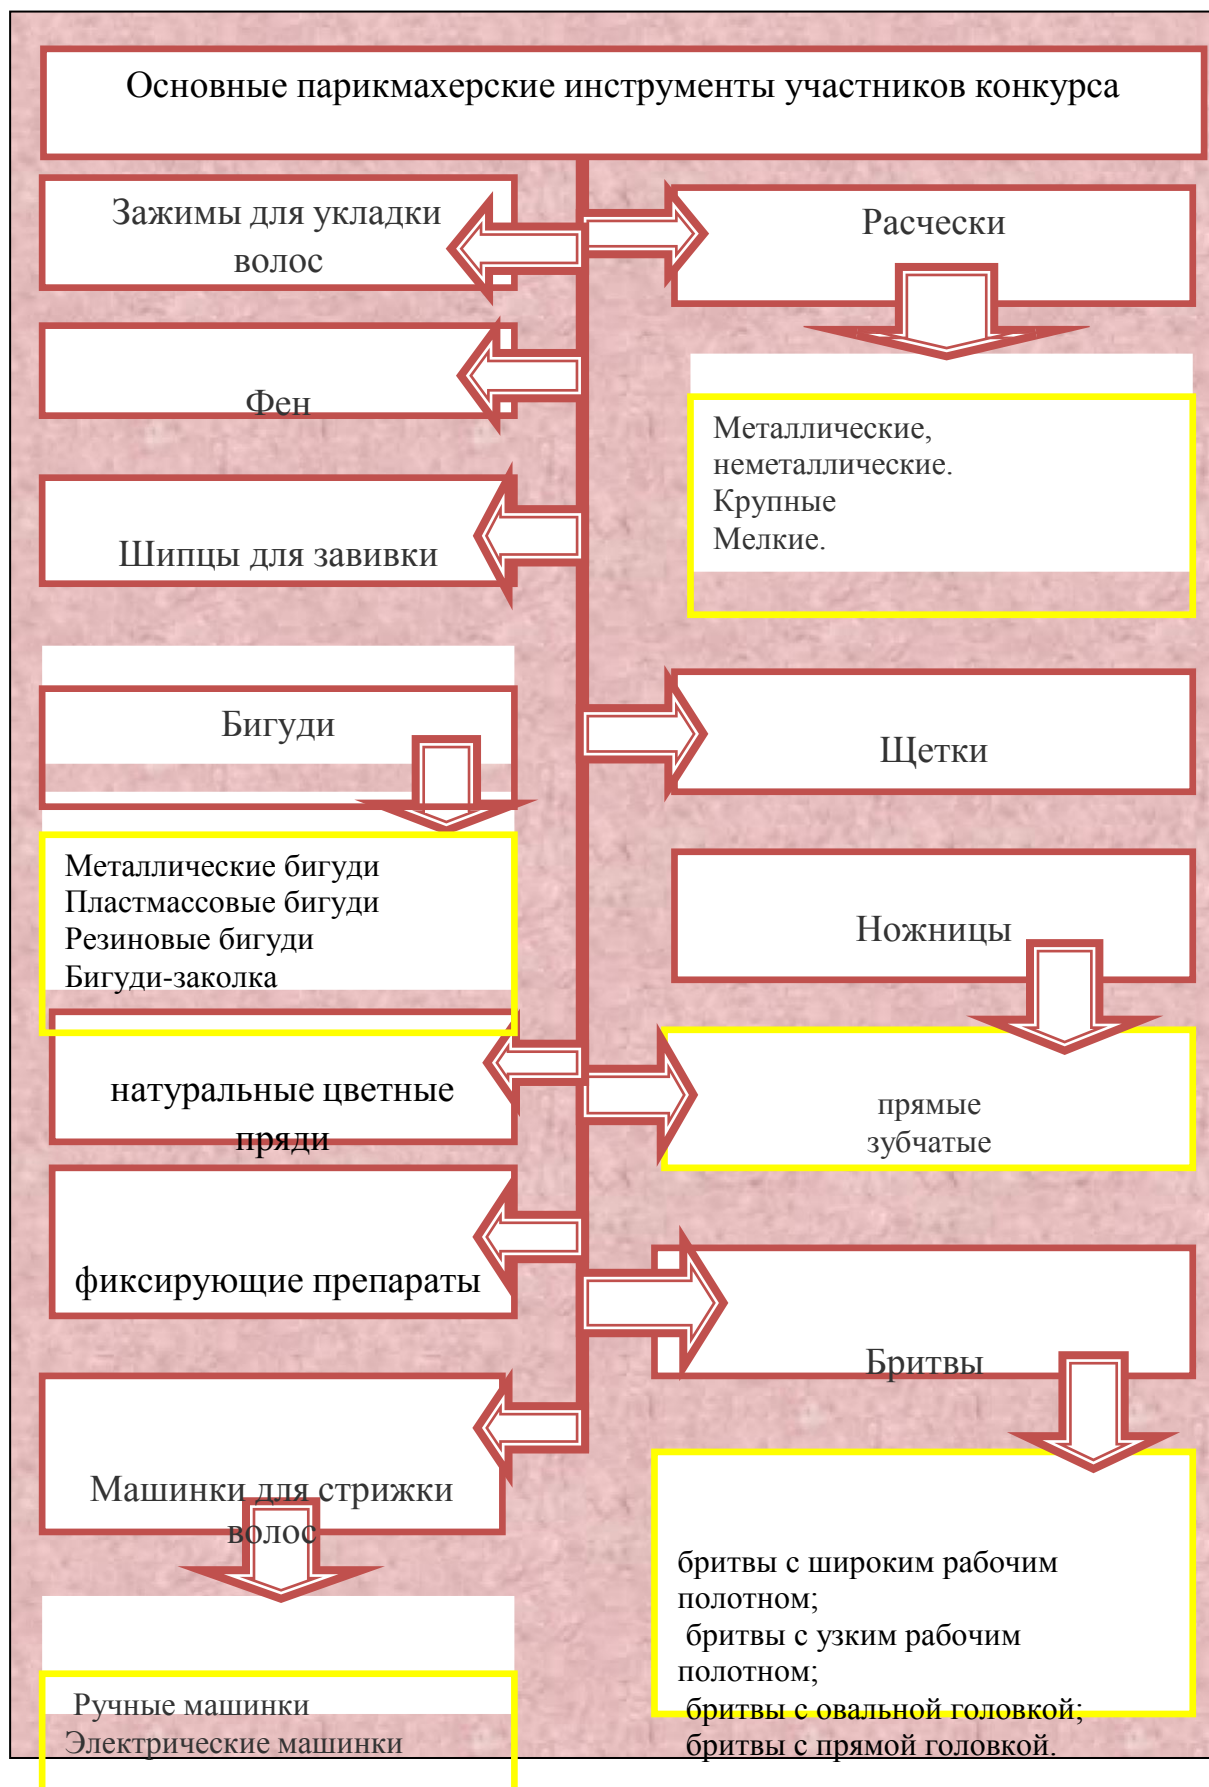 Основные парикмахерские инструменты участников конкурса
Зажимы для укладки
волос
Расчески
Фен
Металлические,
неметаллические.
Крупные
Мелкие.
Шипцы для завивки
Бигуди
Щетки
Металлические бигуди
Пластмассовые бигуди
Резиновые бигуди
Бигуди-заколка
Ножницы
натуральные цветные
пряди
прямые
зубчатые
фиксирующие препараты
Бритвы
Машинки для стрижки
волос
бритвы с широким рабочим
полотном;
бритвы с узким рабочим
полотном;
бритвы с овальной головкой;
бритвы с прямой головкой.
Ручные машинки
Электрические машинки